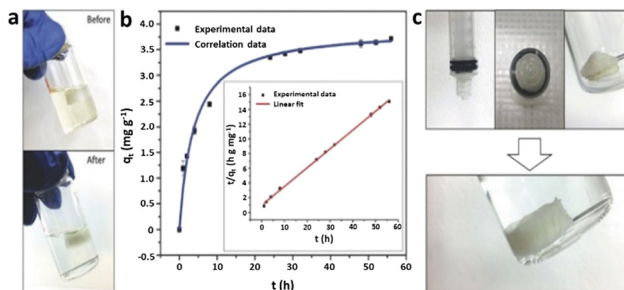 a
Before
After
b
Experimental data
Correlation data
qt (mg g-1)
4.0
3.5
3.0
2.5
2.0
1.5
1.0
0.5
0.0
-0.5
0
10
20
30
40
50
60
t (h)
Experimental data
Linear fit
t/qt (h g mg-1)
16
14
12
10
8
6
4
2
0
0 10 20 30 40 50 60
t (h)
c